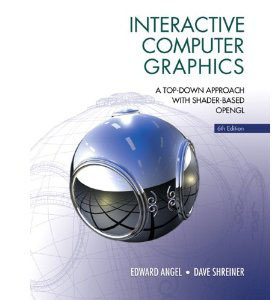 INTERACTIVE
COMPUTER
GRAPHICS
A TOP-DOWN APPROACH
WITH SHADER-BASED
OPENGL
6th Edition
EDWARD ANGEL • DAVE SHREINER